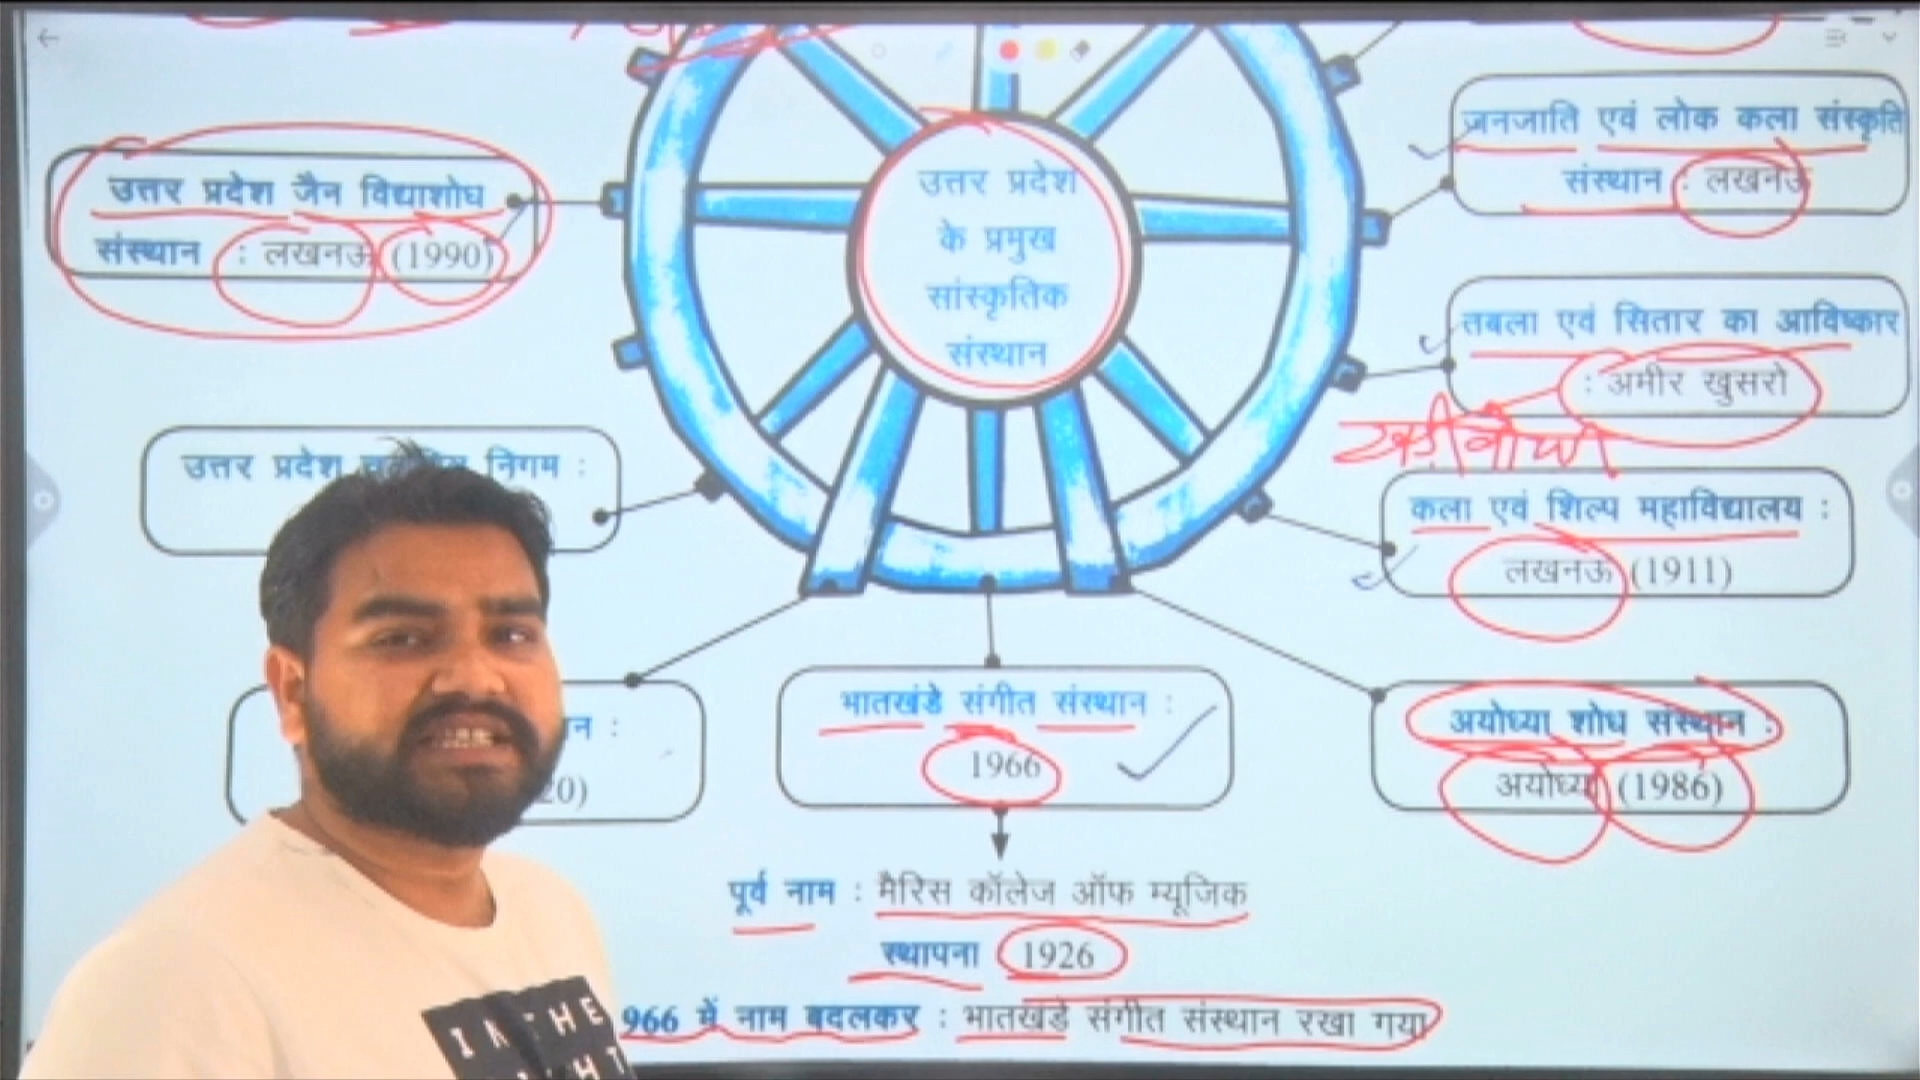 उत्तर प्रदेश
के प्रमुख
सांस्कृतिक
संस्थान
उत्तर प्रदेश जैन विद्याशोध
संस्थान : लखनऊ (1990)
जनजाति एवं लोक कला संस्कृति
संस्थान : लखनऊ
तबला एवं सितार का आविष्कार
: अमीर खुसरो
खड़ी बोली
उत्तर प्रदेश निगम :
कला एवं शिल्प महाविद्यालय :
लखनऊ (1911)
भातखंडे संगीत संस्थान :
1966
अयोध्या शोध संस्थान :
अयोध्या (1986)
पूर्व नाम : मैरिस कॉलेज ऑफ म्यूजिक
स्थापना 1926
966 में नाम बदलकर : भातखंडे संगीत संस्थान रखा गया